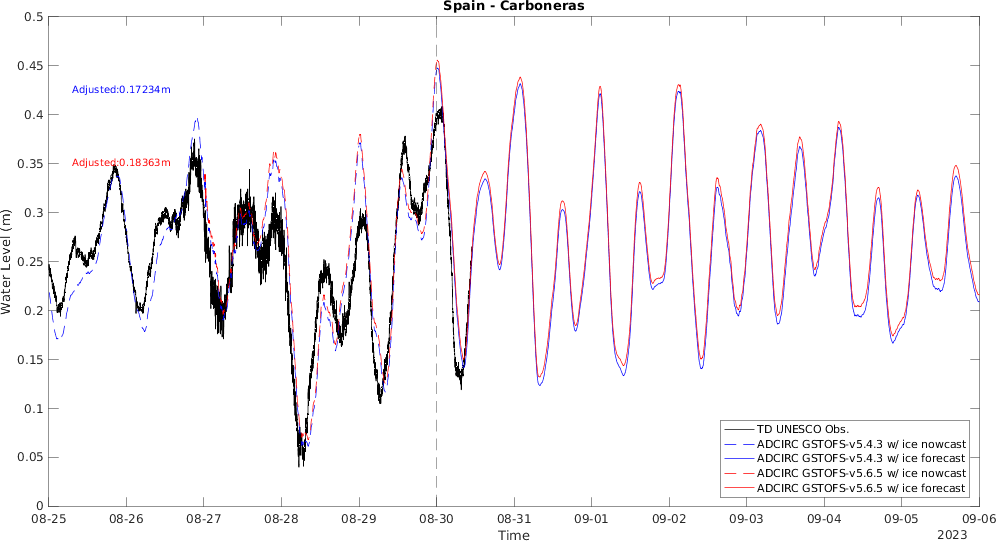 Spain - Carboneras
0.5
0.45
0.4
0.35
0.3
0.25
0.2
0.15
0.1
0.05
0
Water Level (m)
Adjusted:0.17234m
Adjusted:0.18363m
TD UNESCO Obs.
ADCIRC GSTOFS-v5.4.3 w/ ice nowcast
ADCIRC GSTOFS-v5.4.3 w/ ice forecast
ADCIRC GSTOFS-v5.6.5 w/ ice nowcast
ADCIRC GSTOFS-v5.6.5 w/ ice forecast
08-25 08-26 08-27 08-28 08-29 08-30 08-31 09-01 09-02 09-03 09-04 09-05 09-06
Time
2023